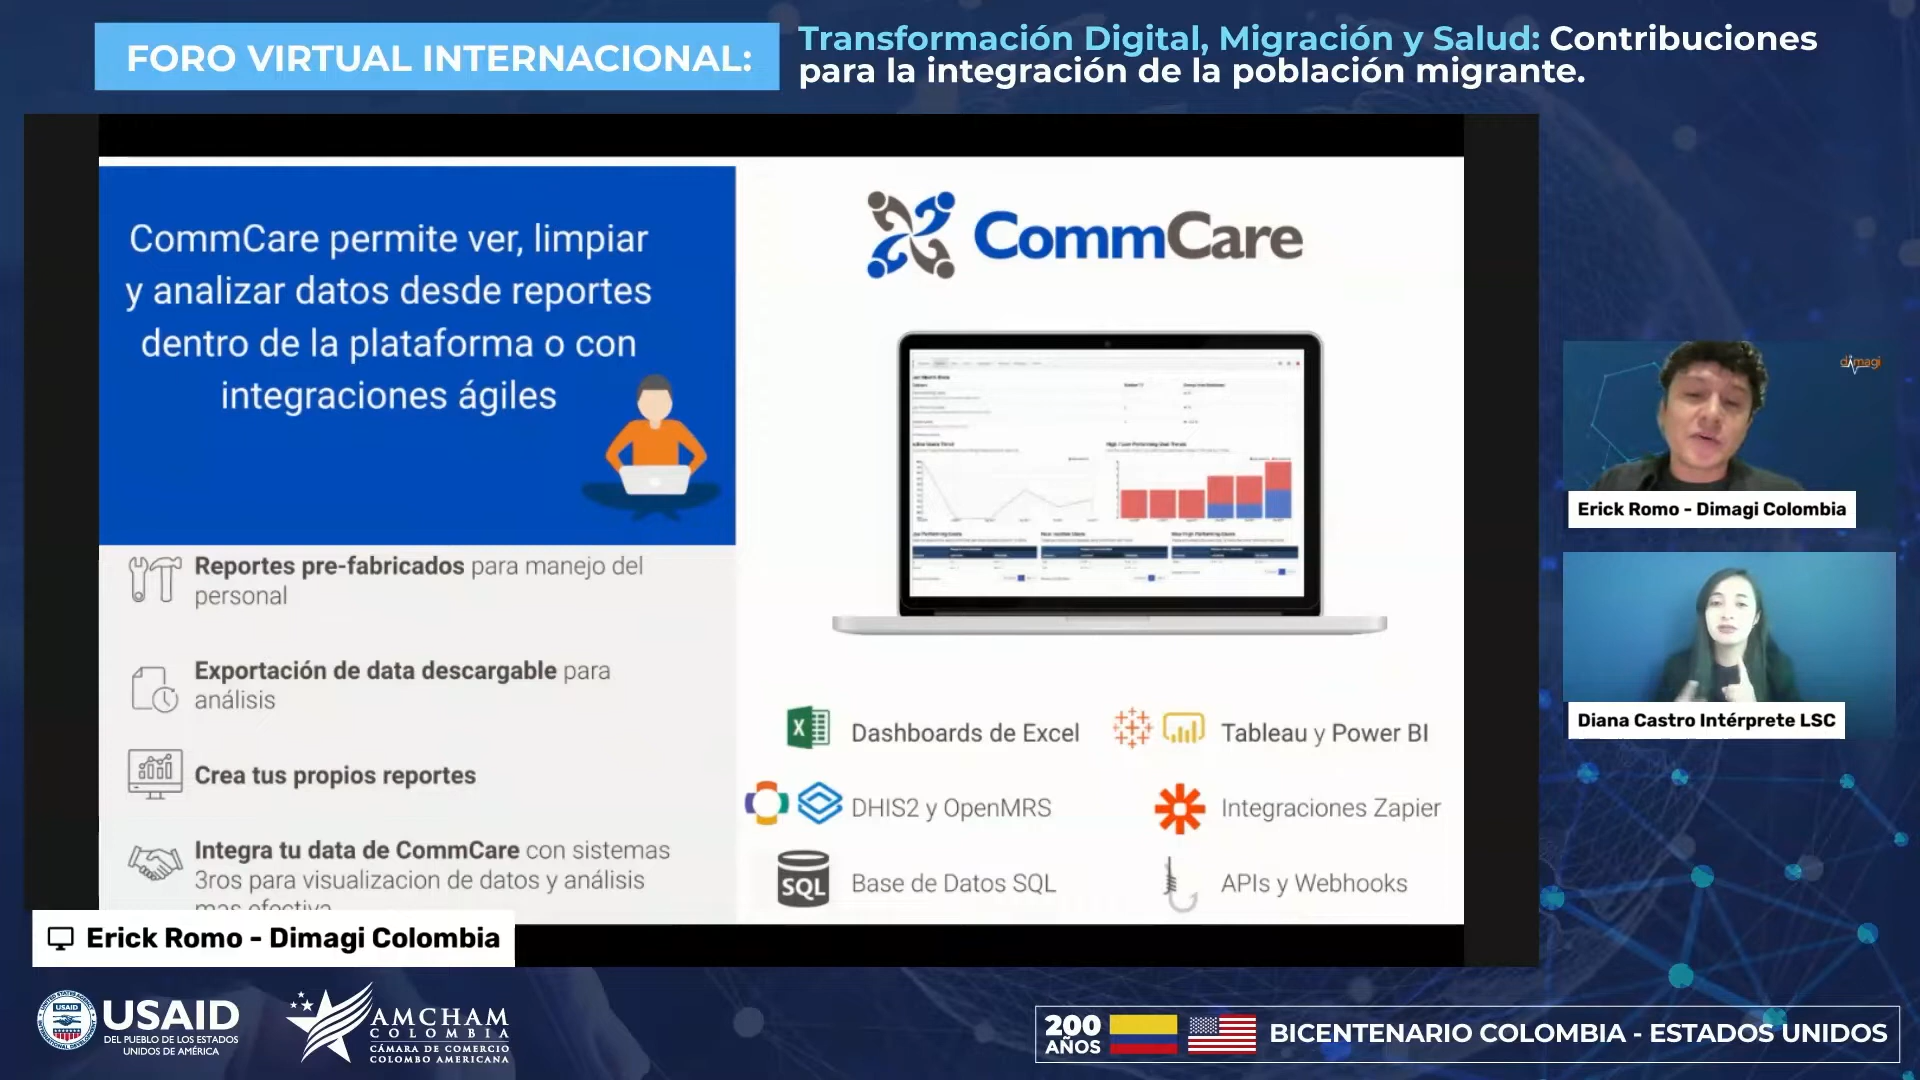 FORO VIRTUAL INTERNACIONAL:
Transformación Digital, Migración y Salud: Contribuciones
para la integración de la población migrante.
CommCare permite ver, limpiar
y analizar datos desde reportes
dentro de la plataforma o con
integraciones ágiles
Reportes pre-fabricados para manejo del
personal
Exportación de data descargable para
análisis
Crea tus propios reportes
Integra tu data de CommCare con sistemas
3ros para visualizacion de datos y análisis
mas efectiva
CommCare
X
Dashboards de Excel
Tableau y Power BI
DHIS2 y OpenMRS
Integraciones Zapier
SQL
Base de Datos SQL
APIs y Webhooks
dimagi
Erick Romo - Dimagi Colombia
Diana Castro Intérprete LSC
Erick Romo - Dimagi Colombia
USAID
USAID
DEL PUEBLO DE LOS ESTADOS
UNIDOS DE AMÉRICA
AMCHAM
COLOMBIA
CÁMARA DE COMERCIO
COLOMBO AMERICANA
200
AÑOS
BICENTENARIO COLOMBIA - ESTADOS UNIDOS